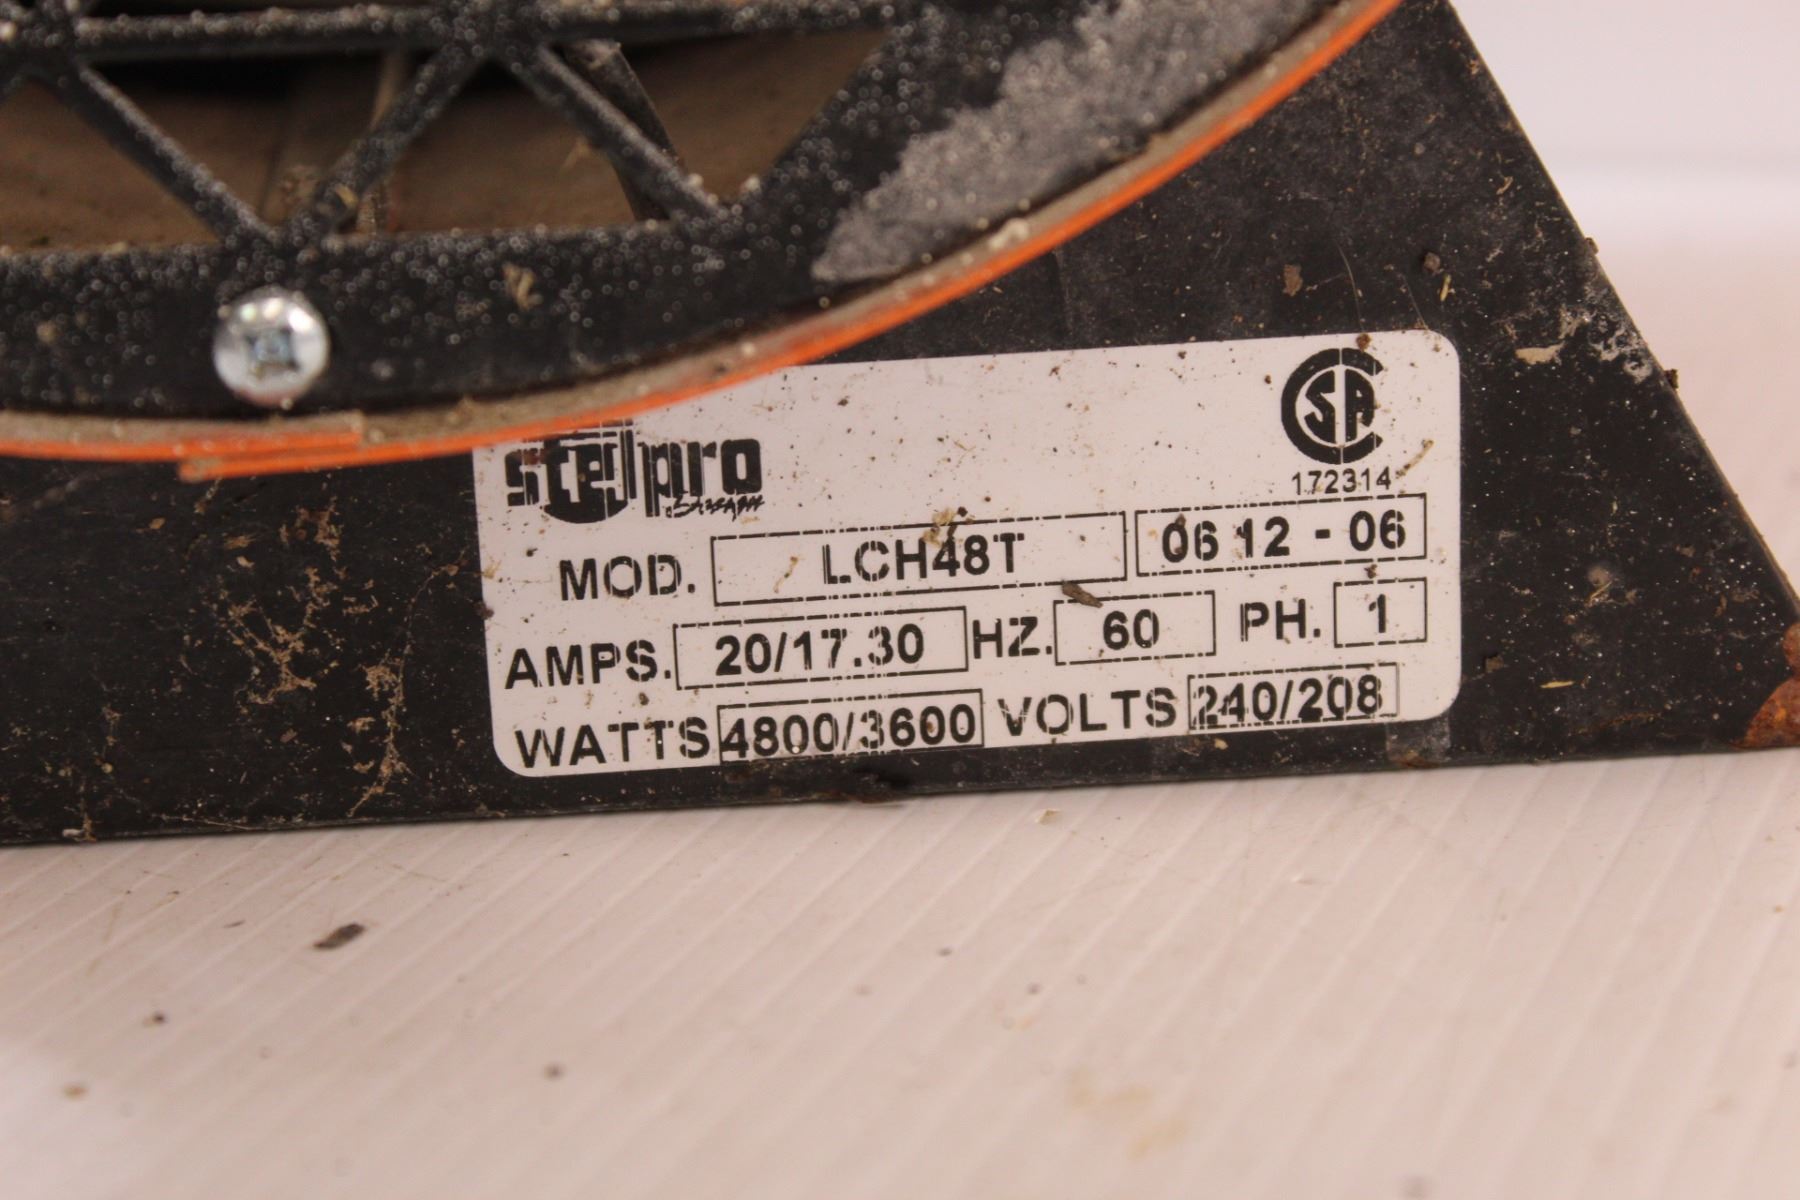 stelpro
CSA
172314
MOD. LCH48T 06 12 - 06
AMPS. 20/17.30 HZ. 60 PH. 1
WATTS 4800/3600 VOLTS 240/208